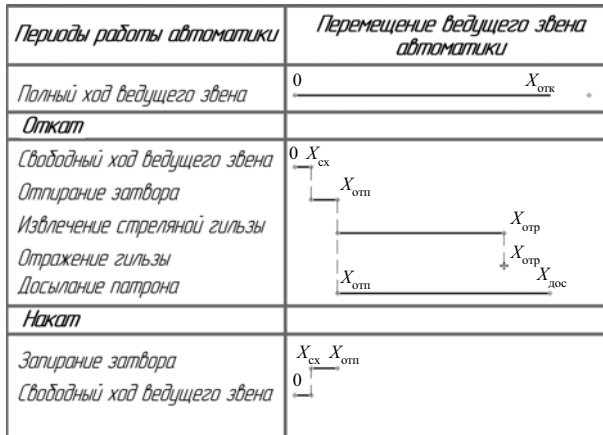 Периоды работы автоматики
Перемещение ведущего звена
автоматики
Полный ход ведущего звена
0 Xотк
Откат
Свободный ход ведущего звена
0 Xсх
Отпирание затвора
Xотп
Извлечение стреляной гильзы
Xотр
Отражение гильзы
Xотр
Досылание патрона
Xотп Xдос
Накат
Запирание затвора
Xсх Xотп
Свободный ход ведущего звена
0